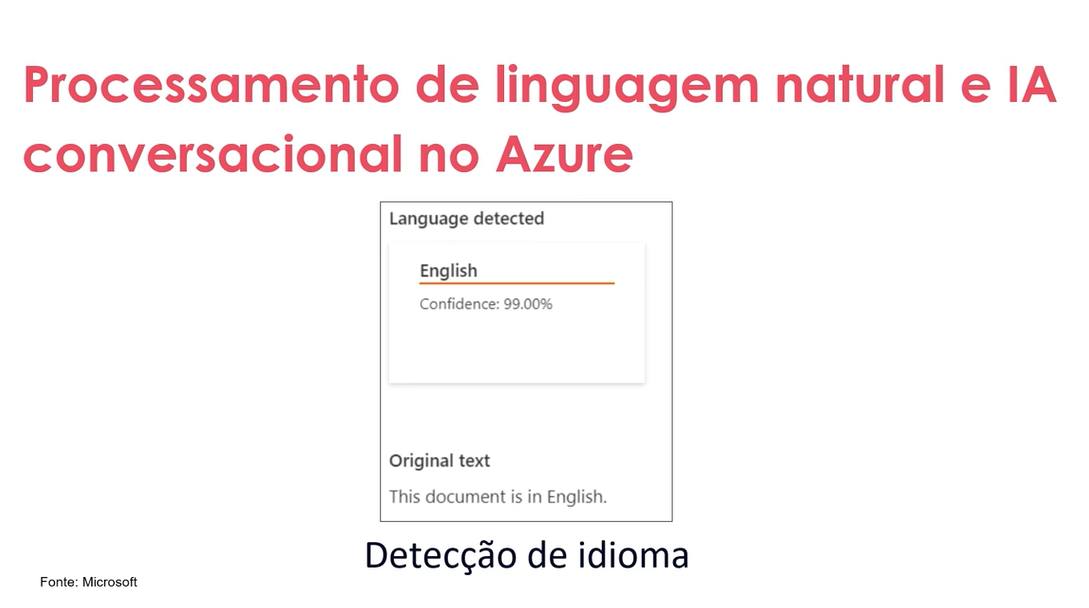 Processamento de linguagem natural e IA
conversacional no Azure
Language detected
English
Confidence: 99.00%
Original text
This document is in English.
Detecção de idioma
Fonte: Microsoft